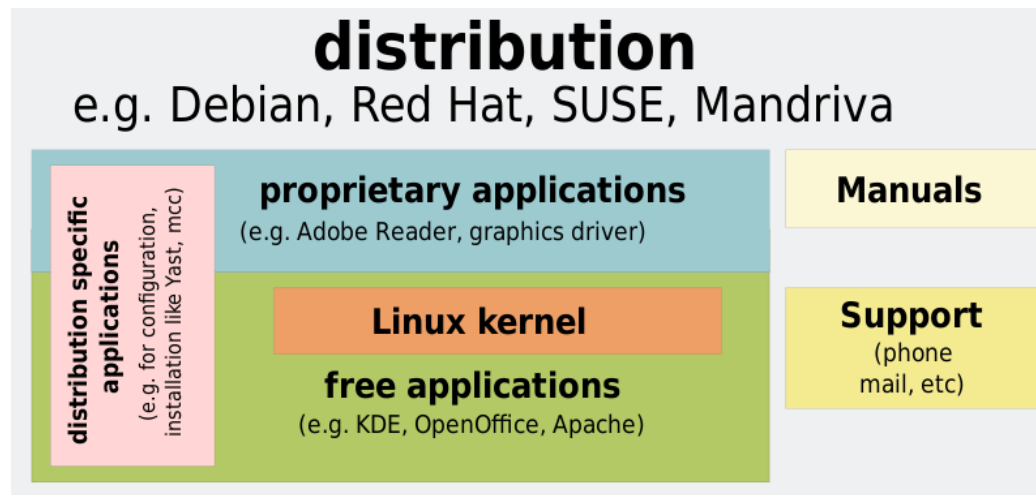 distribution
e.g. Debian, Red Hat, SUSE, Mandriva
distribution specific
applications
(e.g. for configuration,
installation like Yast, mcc)
proprietary applications
(e.g. Adobe Reader, graphics driver)
Linux kernel
free applications
(e.g. KDE, OpenOffice, Apache)
Manuals
Support
(phone
mail, etc)